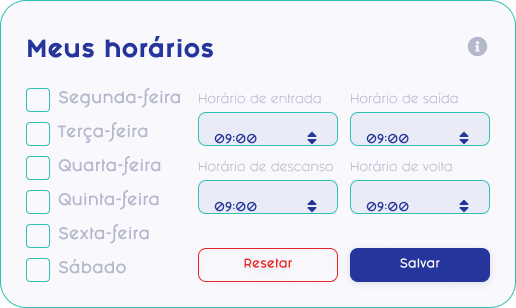 Meus horários
Segunda-feira
Terça-feira
Quarta-feira
Quinta-feira
Sexta-feira
Sábado
Horário de entrada
09:00
Horário de saída
09:00
Horário de descanso
09:00
Horário de volta
09:00
Resetar
Salvar